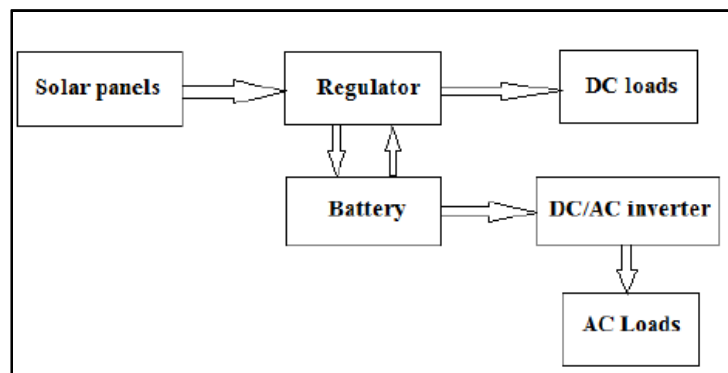 Solar panels
Regulator
DC loads
Battery
DC/AC inverter
AC Loads